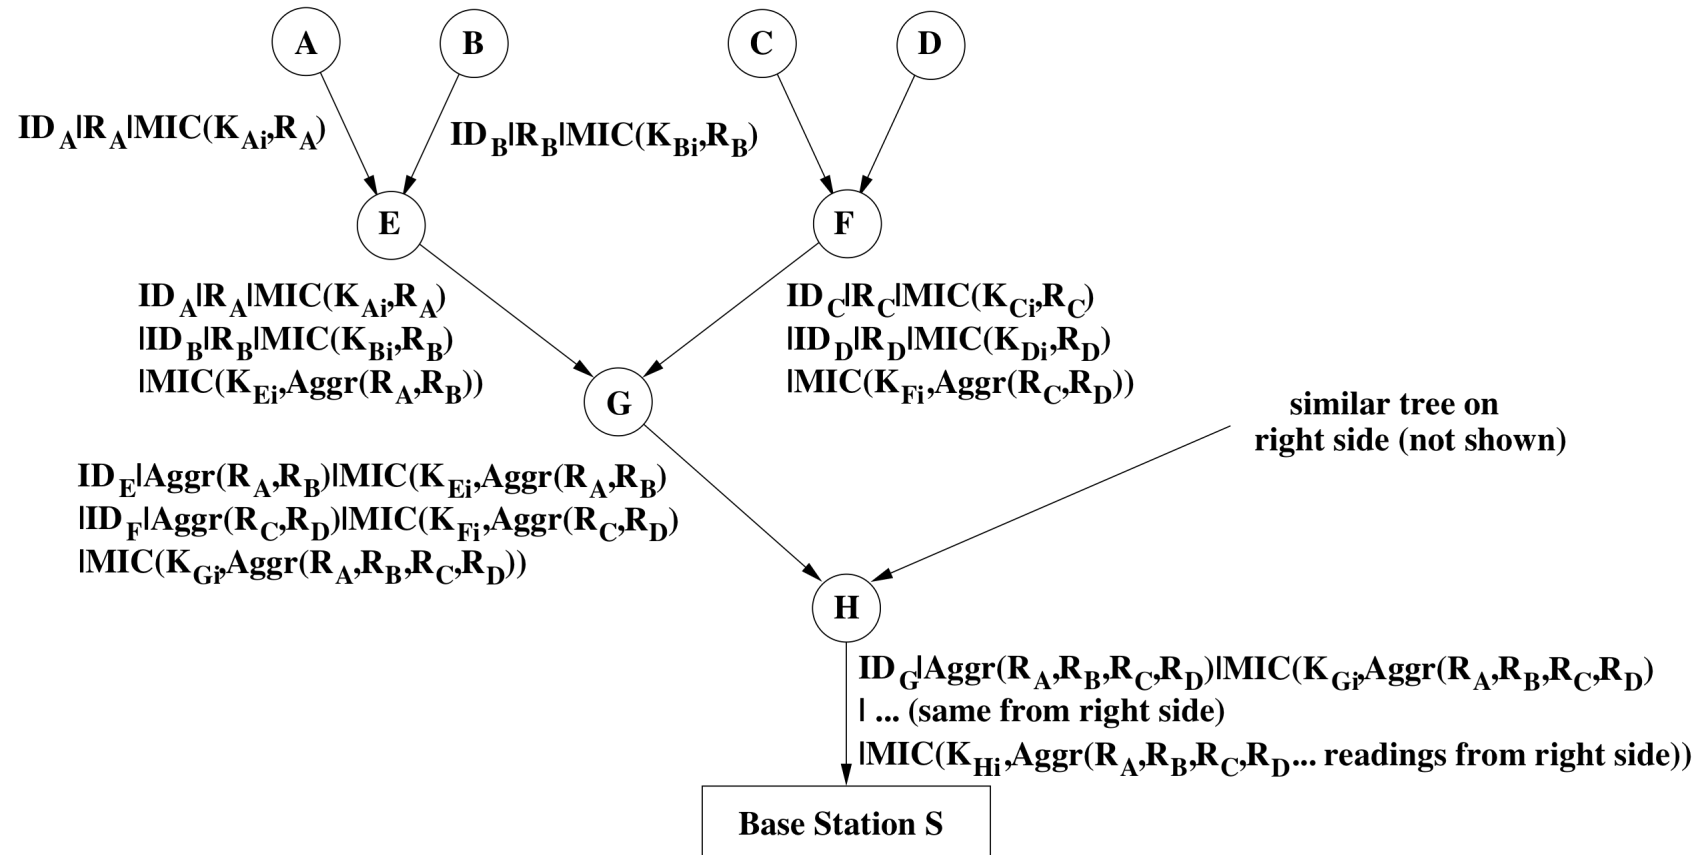 A
B
C
D
ID_A|R_A|MIC(K_Ai,R_A)
ID_B|R_B|MIC(K_Bi,R_B)
E
F
ID_A|R_A|MIC(K_Ai,R_A)
|ID_B|R_B|MIC(K_Bi,R_B)
|MIC(K_Ei,Aggr(R_A,R_B))
ID_C|R_C|MIC(K_Ci,R_C)
|ID_D|R_D|MIC(K_Di,R_D)
|MIC(K_Fi,Aggr(R_C,R_D))
G
similar tree on
right side (not shown)
ID_E|Aggr(R_A,R_B)|MIC(K_Ei,Aggr(R_A,R_B)
|ID_F|Aggr(R_C,R_D)|MIC(K_Fi,Aggr(R_C,R_D)
|MIC(K_Gi,Aggr(R_A,R_B,R_C,R_D))
H
ID_G|Aggr(R_A,R_B,R_C,R_D)|MIC(K_Gi,Aggr(R_A,R_B,R_C,R_D)
| ... (same from right side)
|MIC(K_Hi,Aggr(R_A,R_B,R_C,R_D... readings from right side))
Base Station S